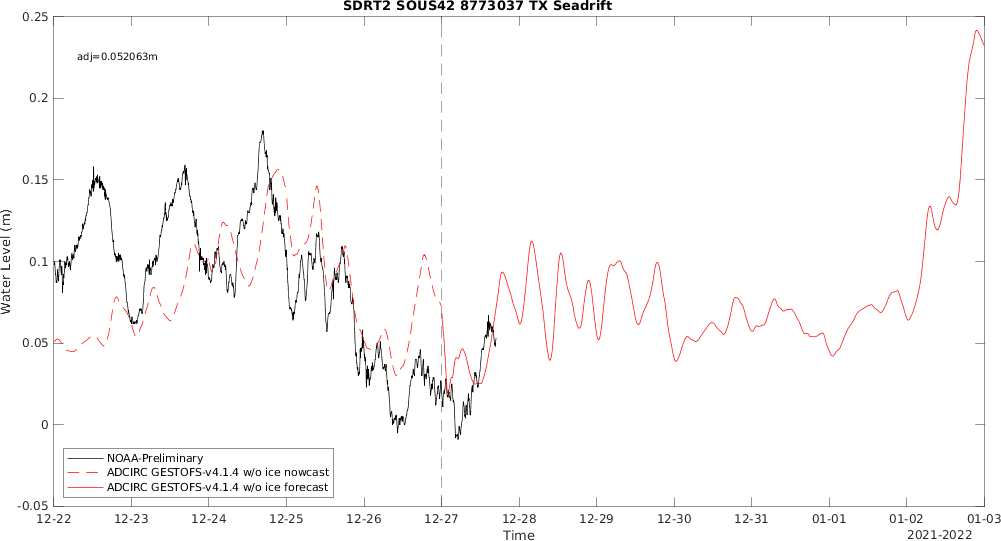 SDRT2 SOUS42 8773037 TX Seadrift
0.25
adj=0.052063m
0.2
0.15
0.1
0.05
0
-0.05
Water Level (m)
NOAA-Preliminary
ADCIRC GESTOFS-v4.1.4 w/o ice nowcast
ADCIRC GESTOFS-v4.1.4 w/o ice forecast
12-22 12-23 12-24 12-25 12-26 12-27 12-28 12-29 12-30 12-31 01-01 01-02 01-03
Time
2021-2022